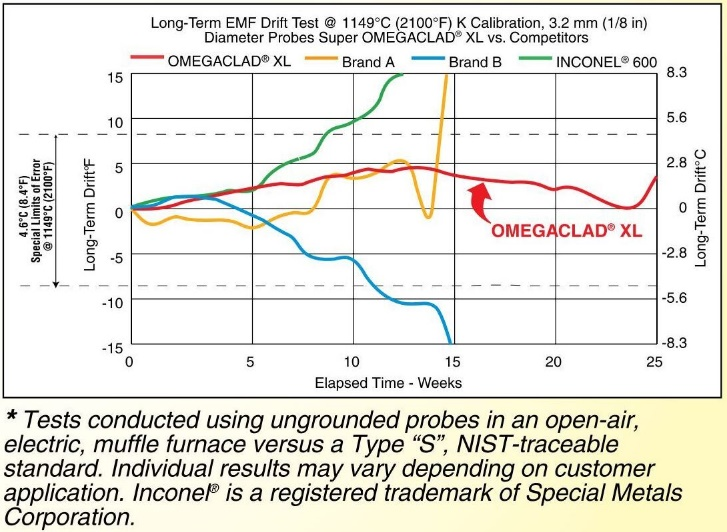 Long-Term EMF Drift Test @ 1149°C (2100°F) K Calibration, 3.2 mm (1/8 in)
Diameter Probes Super OMEGACLAD® XL vs. Competitors
OMEGACLAD® XL Brand A Brand B INCONEL® 600
15
10
5
0
-5
-10
-15
8.3
5.6
2.8
0
-2.8
-5.6
-8.3
4.6°C (8.4°F)
Special Limits of Error
@ 1149°C (2100°F)
Long-Term Drift°F
Long-Term Drift°C
OMEGACLAD® XL
0 5 10 15 20 25
Elapsed Time - Weeks
* Tests conducted using ungrounded probes in an open-air,
electric, muffle furnace versus a Type “S”, NIST-traceable
standard. Individual results may vary depending on customer
application. Inconel® is a registered trademark of Special Metals
Corporation.